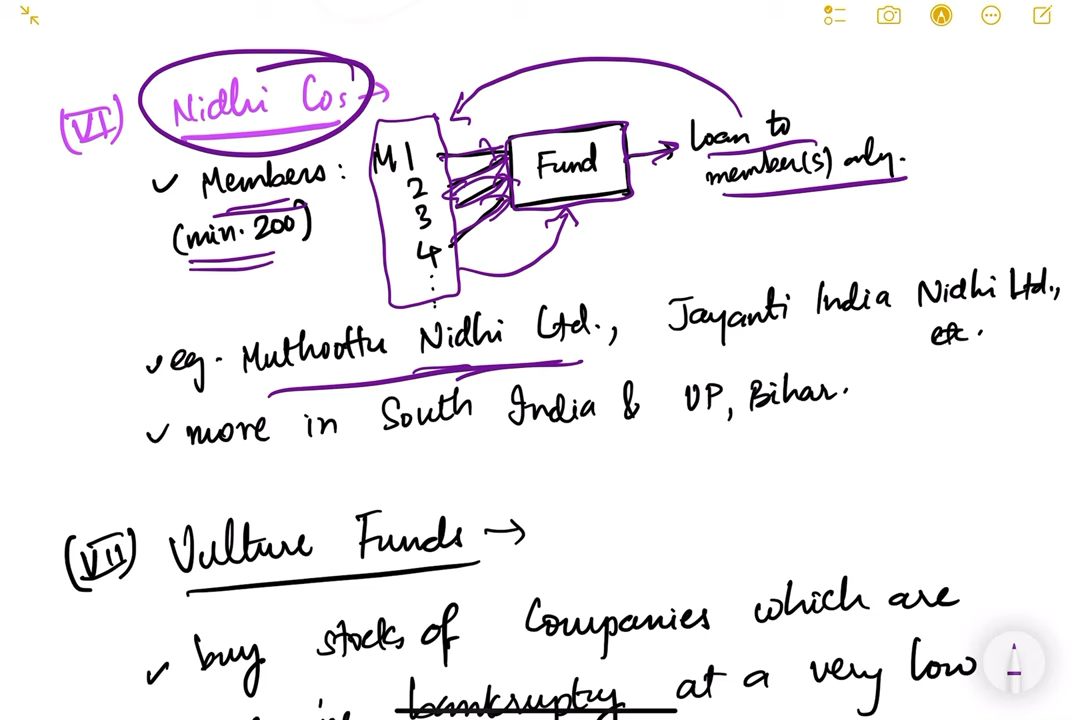 (VI) Nidhi Cos →
✓ Members:
(min. 200)
M 1
2
3
4
Fund
Loan to
member(s) only.
✓ eg. Muthoottu Nidhi Ltd., Jayanti India Nidhi Ltd.,
etc.
✓ more in South India & UP, Bihar.
(VII) Vulture Funds →
✓ buy stocks of Companies which are
bankruptcy at a very low